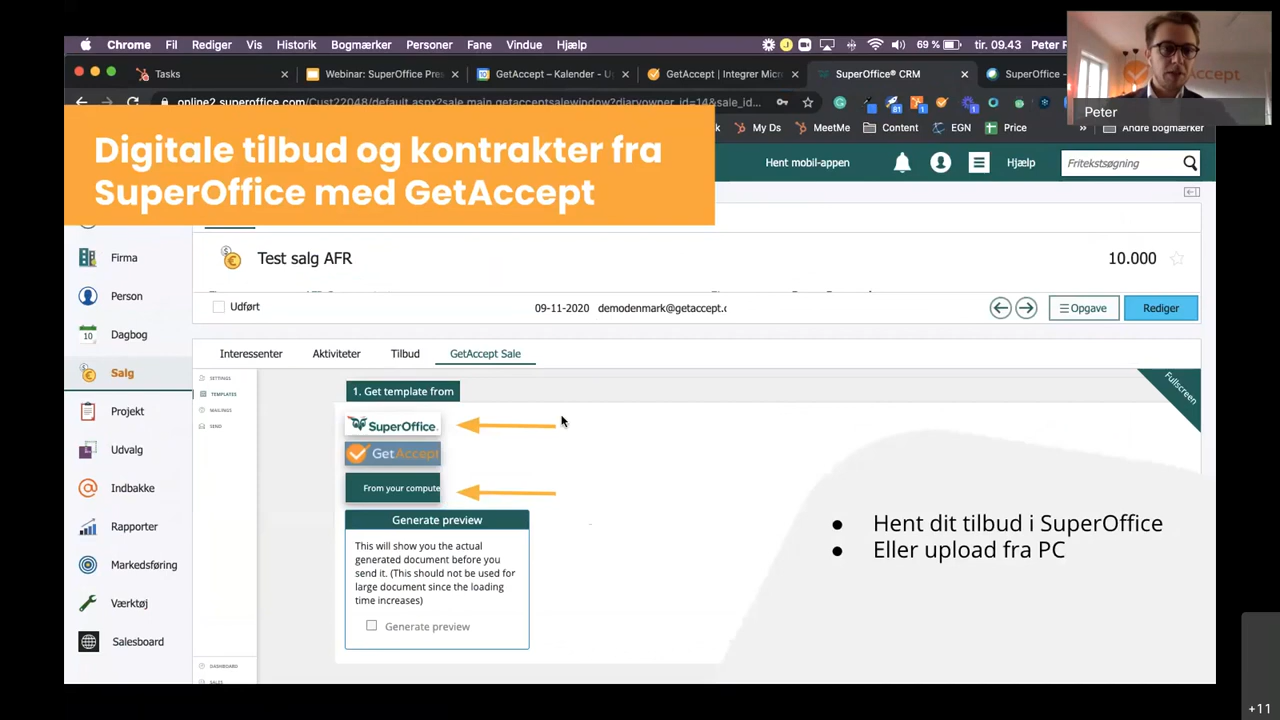 Chrome Fil Rediger Vis Historik Bogmærker Personer Fane Vindue Hjælp 69 % tir. 09.43 Peter
Tasks
Webinar: SuperOffice Pre
GetAccept – Kalender - U
GetAccept | Integrer Micr
SuperOffice® CRM
SuperOffice -
online2.superoffice.com/Cust22048/default.aspx?sale_main.getacceptsalewindow?diaryowner_id=14&sale_id...
My Ds MeetMe Content EGN Price » Andre bogmærker
Peter
Digitale tilbud og kontrakter fra
SuperOffice med GetAccept
Hent mobil-appen Hjælp Fritekstsøgning
Firma
Person
Dagbog
Salg
Projekt
Udvalg
Indbakke
Rapporter
Markedsføring
Værktøj
Salesboard
Test salg AFR 10.000
Udført 09-11-2020 demodenmark@getaccept.c Opgave Rediger
Interessenter Aktiviteter Tilbud GetAccept Sale
SETTINGS
TEMPLATES
MAILINGS
SEND
DASHBOARD
SALES
Fullscreen
1. Get template from
SuperOffice.
GetAccept
From your compute
Generate preview
This will show you the actual
generated document before you
send it. (This should not be used for
large document since the loading
time increases)
Generate preview
● Hent dit tilbud i SuperOffice
● Eller upload fra PC
+11